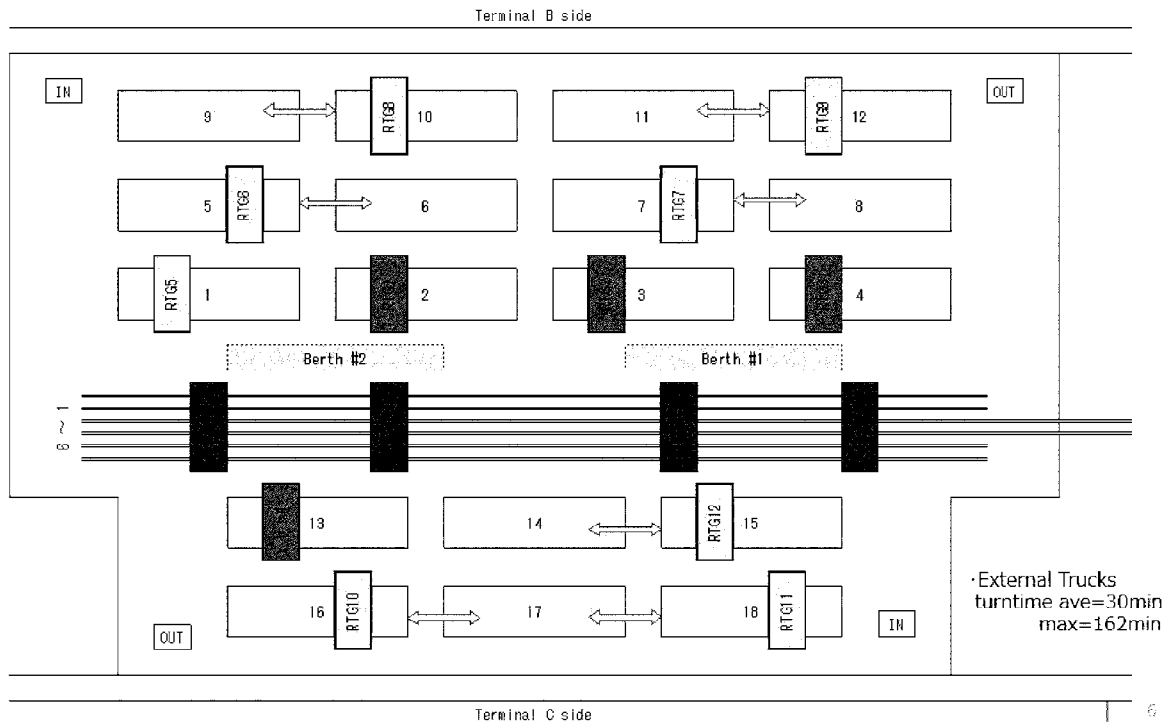 Terminal B side
IN
OUT
9
RTG8
10
11
RTG9
12
5
RTG6
6
7
RTG7
8
RTG5
1
2
3
4
Berth #2
Berth #1
6 ~ 1
13
14
RTG12
15
16
RTG10
17
18
RTG11
OUT
IN
・External Trucks
turntime ave=30min
max=162min
Terminal C side
6